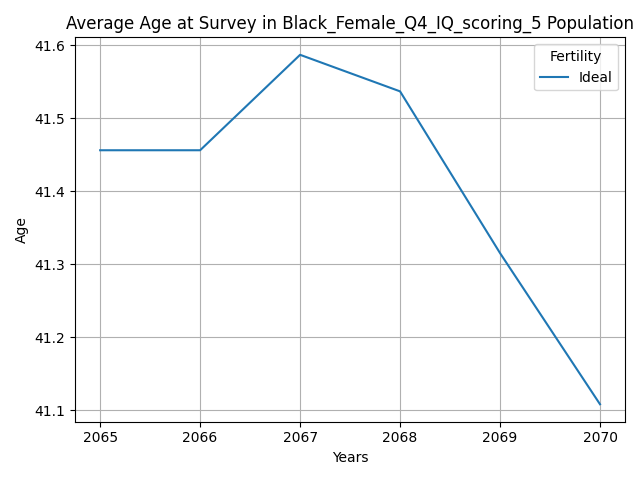 Average Age at Survey in Black_Female_Q4_IQ_scoring_5 Population
41.6
41.5
41.4
41.3
41.2
41.1
Age
Fertility
Ideal
2065 2066 2067 2068 2069 2070
Years